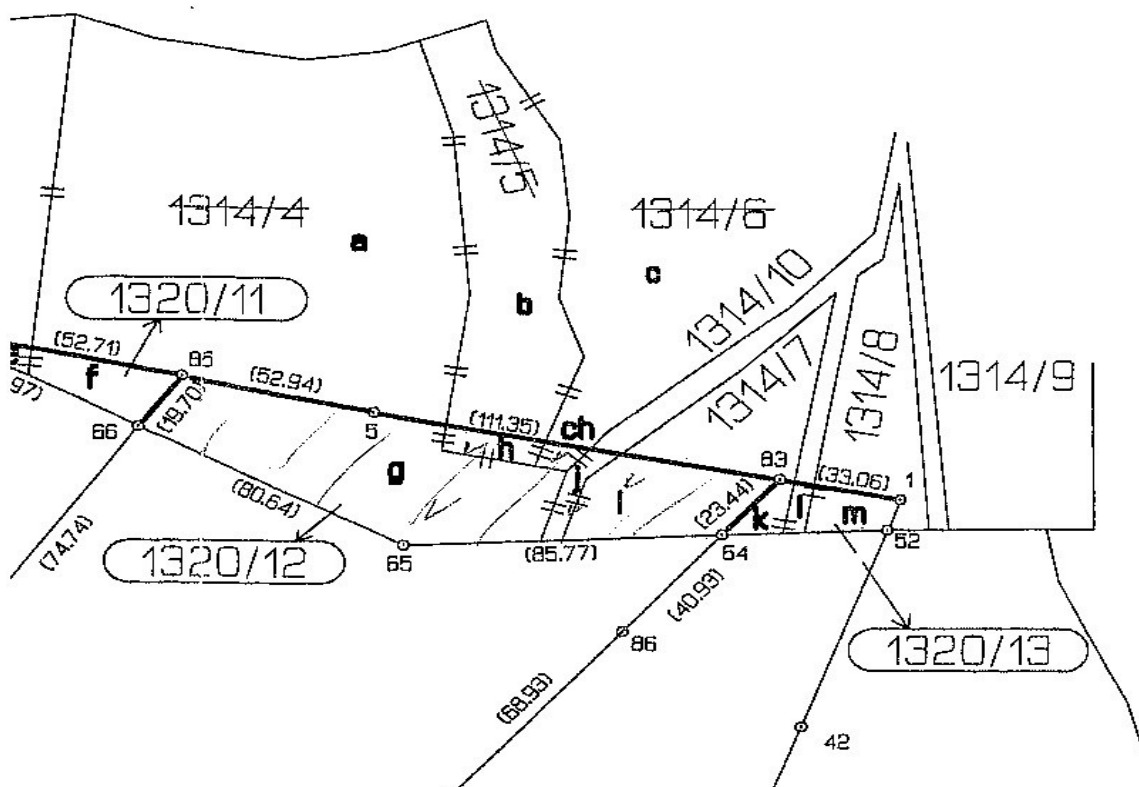 1314/5
1314/4
1314/6
a
c
b
1314/10
1320/11
1314/7
1314/8
1314/9
(52.71)
f
97)
85
(52.94)
(19.70)
66
5
(111.35)
ch
h
g
j
i
83
(33.06)
1
(80.64)
(23.44)
k
l
m
(74.74)
1320/12
65
(85.77)
64
52
(40.93)
86
1320/13
(68.93)
42